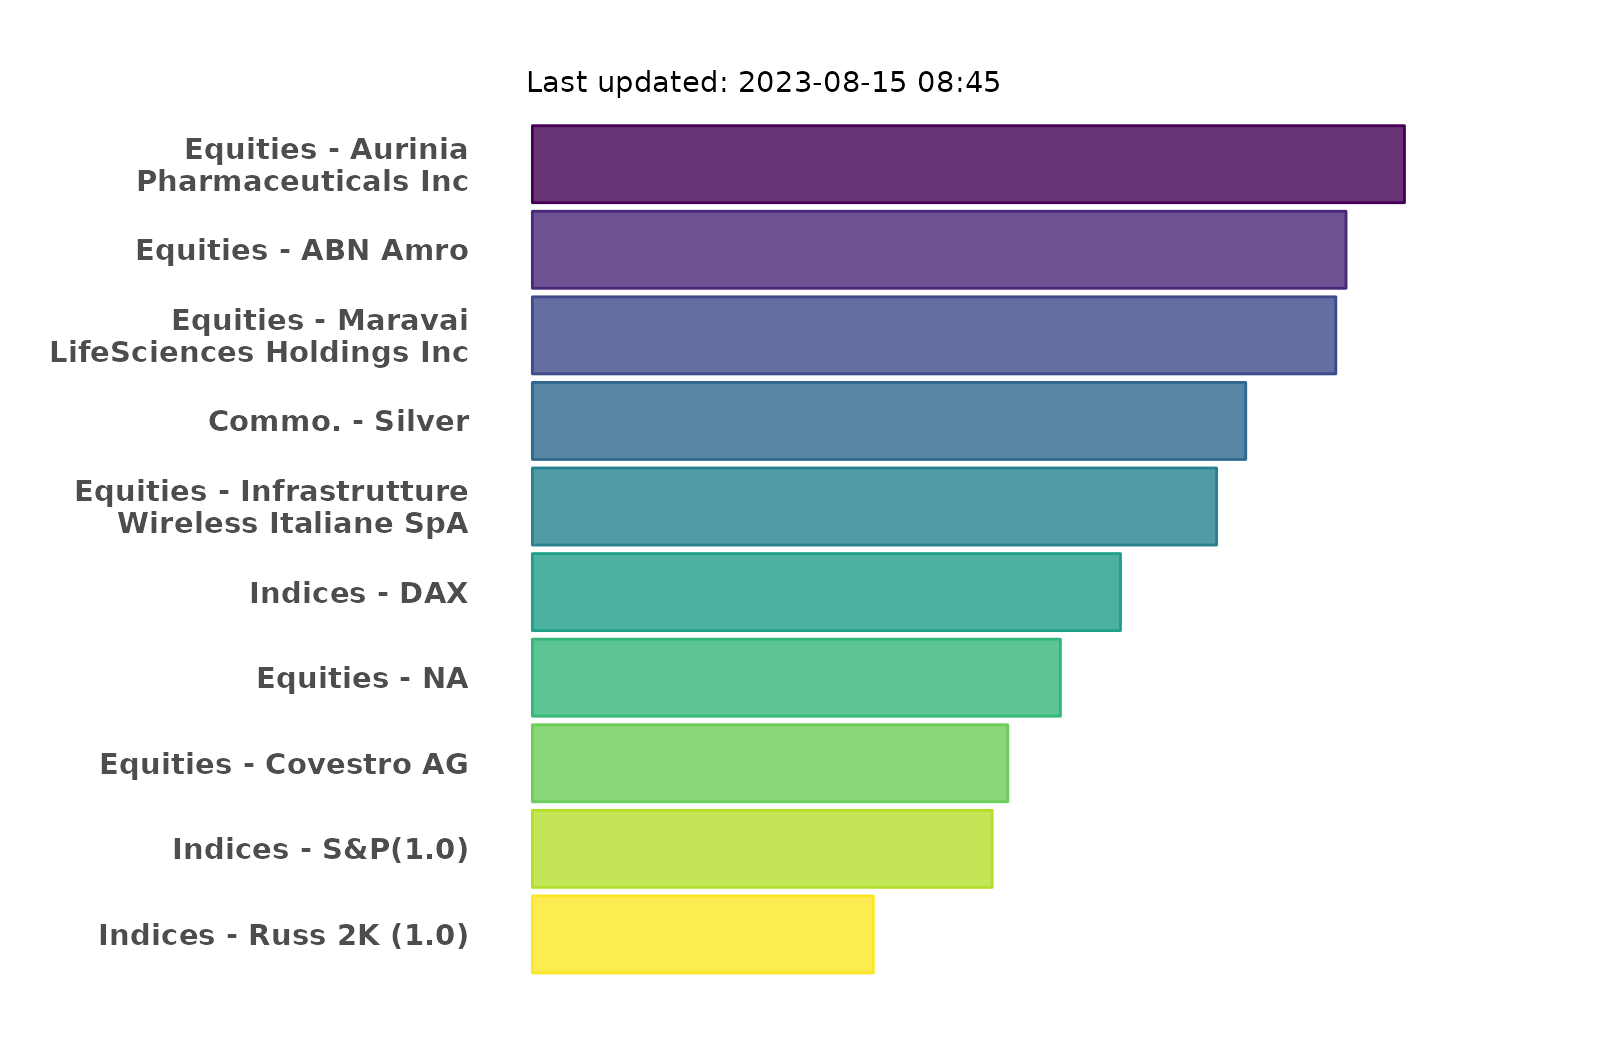 Last updated: 2023-08-15 08:45
Equities - Aurinia
Pharmaceuticals Inc
Equities - ABN Amro
Equities - Maravai
LifeSciences Holdings Inc
Commo. - Silver
Equities - Infrastrutture
Wireless Italiane SpA
Indices - DAX
Equities - NA
Equities - Covestro AG
Indices - S&P(1.0)
Indices - Russ 2K (1.0)